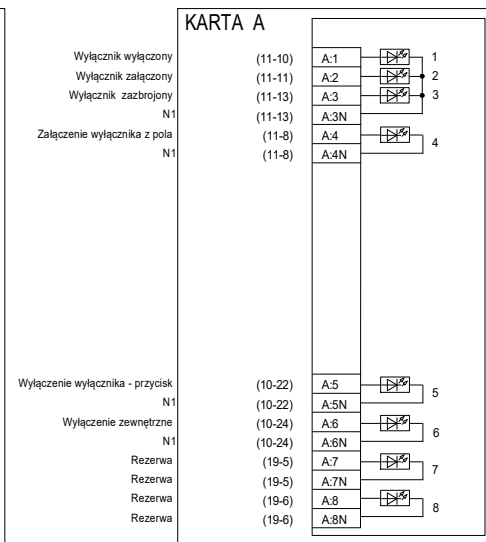 KARTA A
Wyłącznik wyłączony (11-10) A:1 1
Wyłącznik załączony (11-11) A:2 2
Wyłącznik zazbrojony (11-13) A:3 3
N1 (11-13) A:3N
Załączenie wyłącznika z pola (11-8) A:4 4
N1 (11-8) A:4N
Wyłączenie wyłącznika - przycisk (10-22) A:5 5
N1 (10-22) A:5N
Wyłączenie zewnętrzne (10-24) A:6 6
N1 (10-24) A:6N
Rezerwa (19-5) A:7 7
Rezerwa (19-5) A:7N
Rezerwa (19-6) A:8 8
Rezerwa (19-6) A:8N